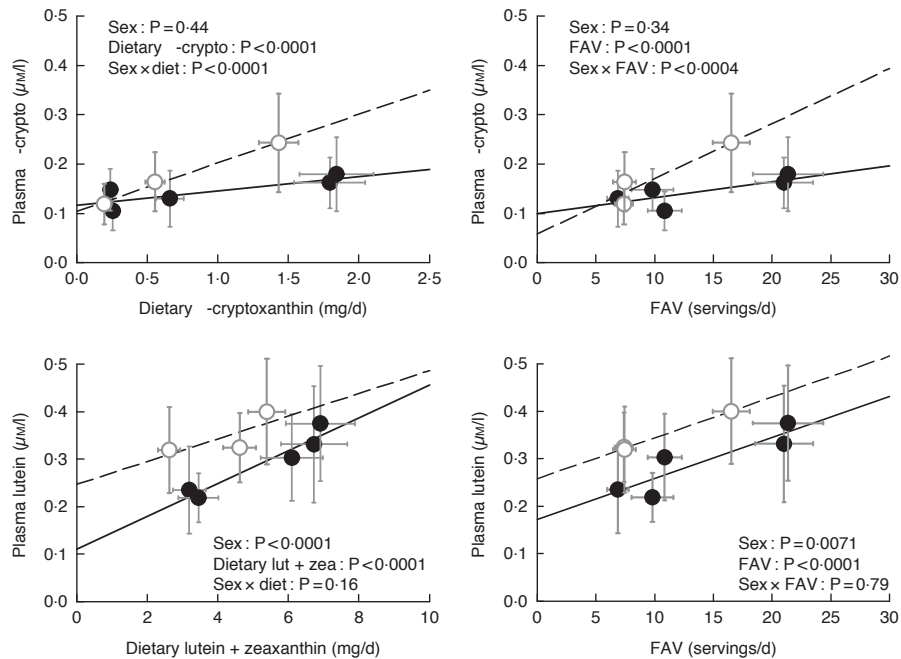 Sex : P = 0·44
Dietary -crypto : P < 0·0001
Sex × diet : P < 0·0001
Plasma -crypto (μM/l)
0·5
0·4
0·3
0·2
0·1
0·0
0·0 0·5 1·0 1·5 2·0 2·5
Dietary -cryptoxanthin (mg/d)
Sex : P = 0·34
FAV : P < 0·0001
Sex × FAV : P < 0·0004
Plasma -crypto (μM/l)
0·5
0·4
0·3
0·2
0·1
0·0
0 5 10 15 20 25 30
FAV (servings/d)
Plasma lutein (μM/l)
0·5
0·4
0·3
0·2
0·1
0·0
Sex : P < 0·0001
Dietary lut + zea : P < 0·0001
Sex × diet : P = 0·16
0 2 4 6 8 10
Dietary lutein + zeaxanthin (mg/d)
Plasma lutein (μM/l)
0·5
0·4
0·3
0·2
0·1
0·0
Sex : P = 0·0071
FAV : P < 0·0001
Sex × FAV : P = 0·79
0 5 10 15 20 25 30
FAV (servings/d)